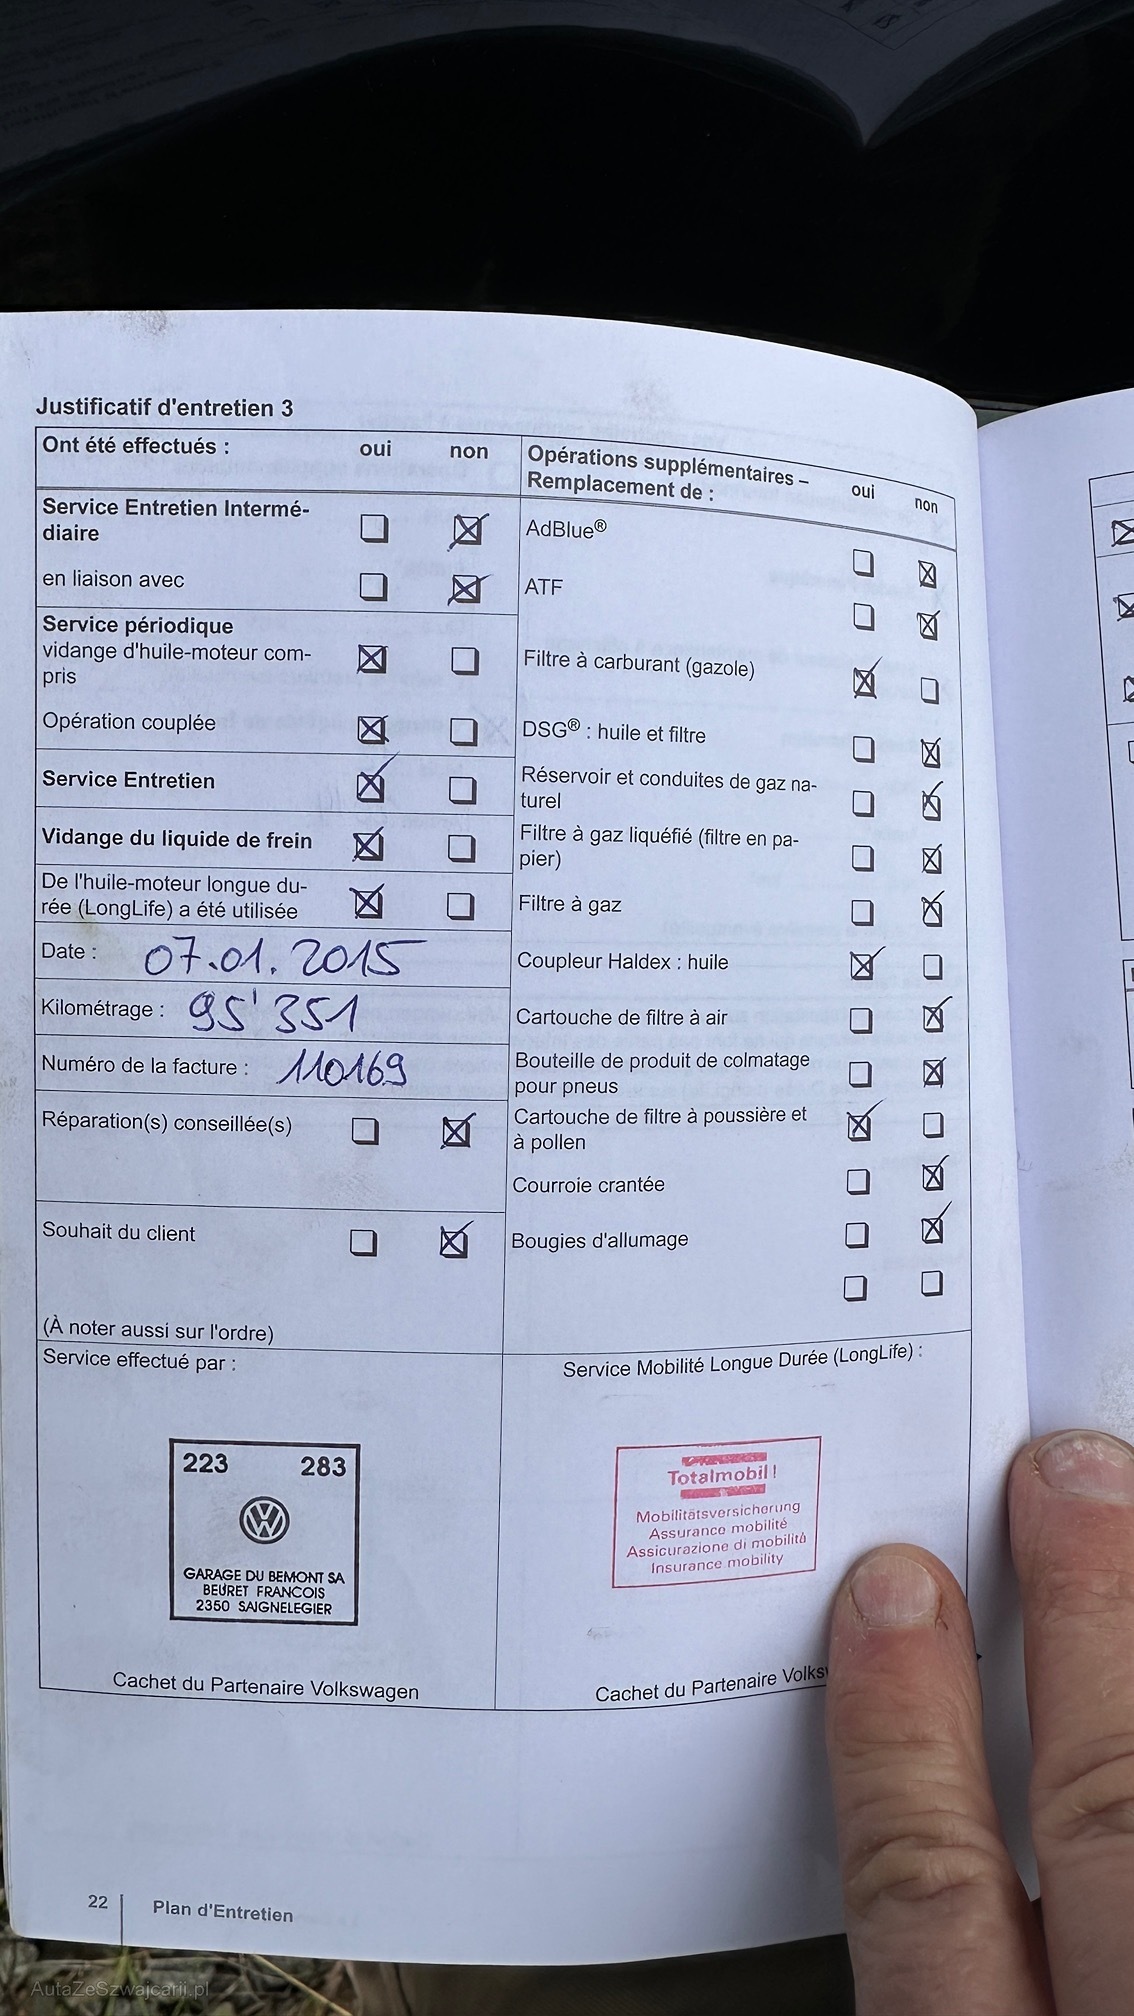 Justificatif d'entretien 3
Ont été effectués : oui non
Service Entretien Intermé-
diaire
en liaison avec
Service périodique
vidange d'huile-moteur com-
pris
Opération couplée
Service Entretien
Vidange du liquide de frein
De l'huile-moteur longue du-
rée (LongLife) a été utilisée
Date : 07.01.2015
Kilométrage : 95'351
Numéro de la facture : 110169
Réparation(s) conseillée(s)
Souhait du client
(À noter aussi sur l'ordre)
Opérations supplémentaires –
Remplacement de : oui non
AdBlue®
ATF
Filtre à carburant (gazole)
DSG® : huile et filtre
Réservoir et conduites de gaz na-
turel
Filtre à gaz liquéfié (filtre en pa-
pier)
Filtre à gaz
Coupleur Haldex : huile
Cartouche de filtre à air
Bouteille de produit de colmatage
pour pneus
Cartouche de filtre à poussière et
à pollen
Courroie crantée
Bougies d'allumage
Service effectué par :
223 283
GARAGE DU BEMONT SA
BEURET FRANCOIS
2350 SAIGNELEGIER
Cachet du Partenaire Volkswagen
Service Mobilité Longue Durée (LongLife) :
Totalmobil!
Mobilitätsversicherung
Assurance mobilité
Assicurazione di mobilità
Insurance mobility
Cachet du Partenaire Volksw
22 Plan d'Entretien
AutaZeSzwajcarii.pl